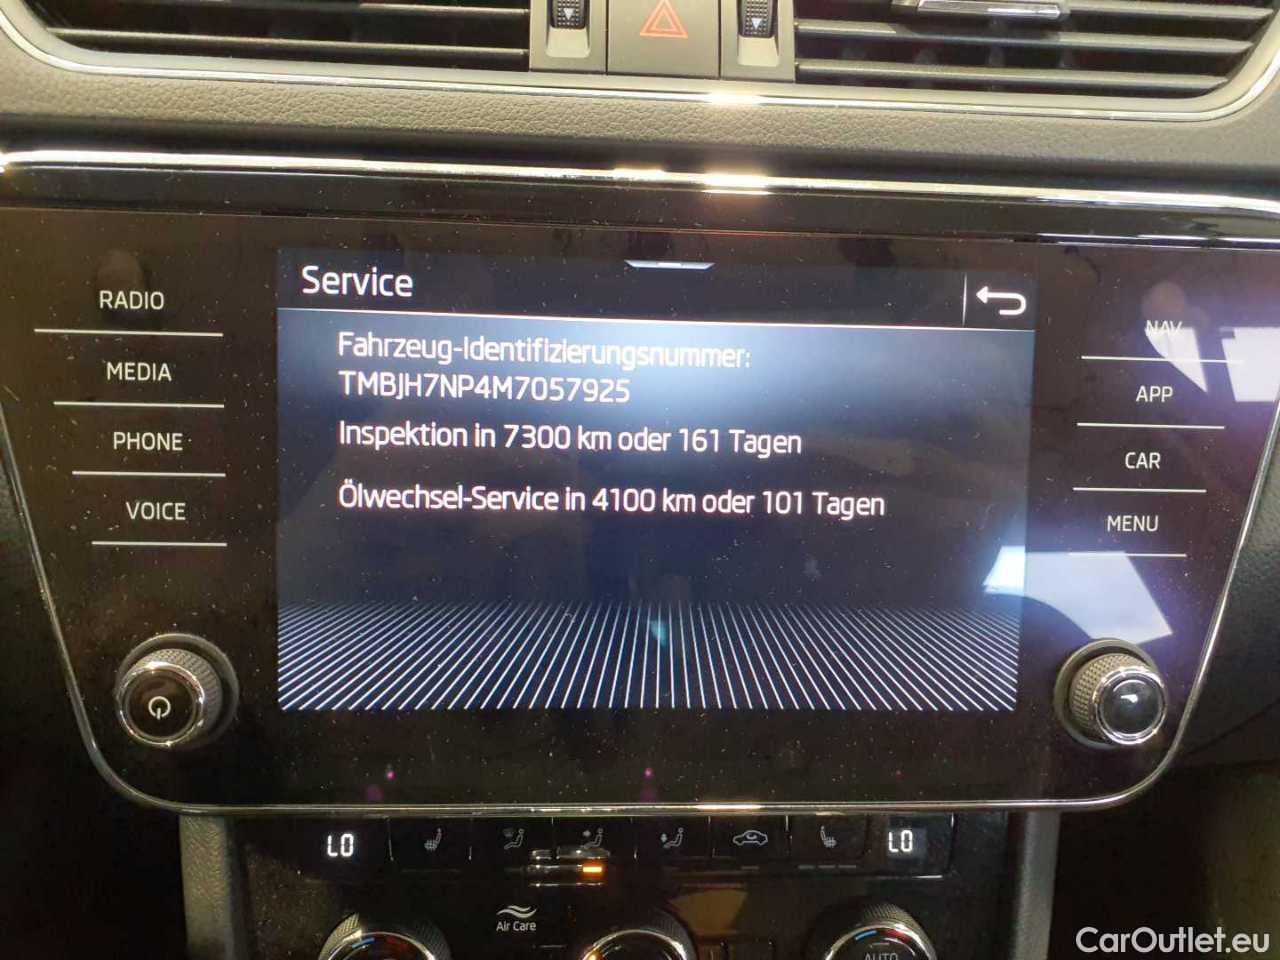 Service
RADIO
MEDIA
PHONE
VOICE
Fahrzeug-Identifizierungsnummer:
TMBJH7NP4M7057925
Inspektion in 7300 km oder 161 Tagen
Ölwechsel-Service in 4100 km oder 101 Tagen
NAV
APP
CAR
MENU
LO
LO
Air Care
AUTO
CarOutlet.eu